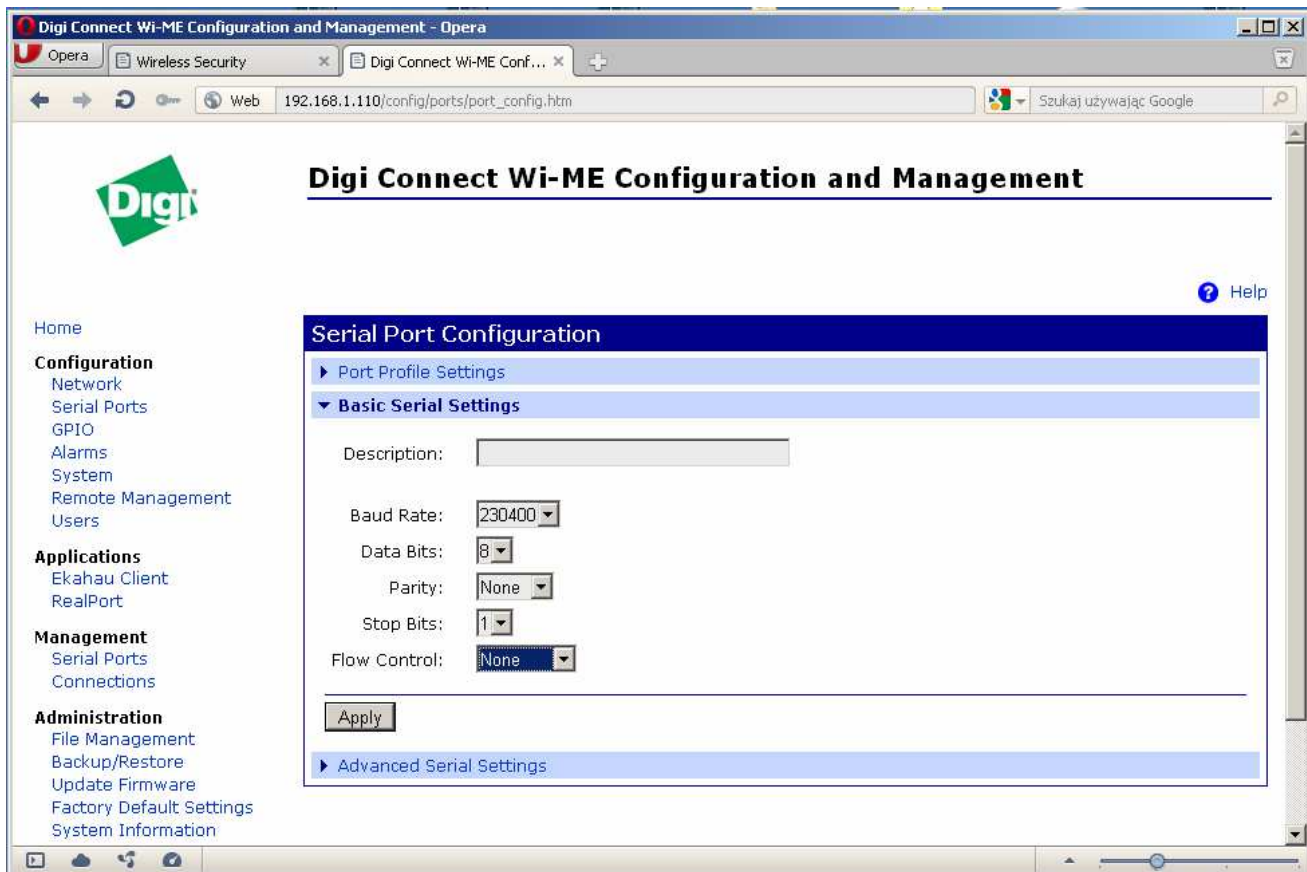 Digi Connect Wi-ME Configuration and Management - Opera
Opera
Wireless Security
Digi Connect Wi-ME Conf...
Web
192.168.1.110/config/ports/port_config.htm
Szukaj używając Google
Digi
Digi Connect Wi-ME Configuration and Management
Help
Home
Configuration
Network
Serial Ports
GPIO
Alarms
System
Remote Management
Users
Applications
Ekahau Client
RealPort
Management
Serial Ports
Connections
Administration
File Management
Backup/Restore
Update Firmware
Factory Default Settings
System Information
Serial Port Configuration
Port Profile Settings
Basic Serial Settings
Description:
Baud Rate: 230400
Data Bits: 8
Parity: None
Stop Bits: 1
Flow Control: None
Apply
Advanced Serial Settings